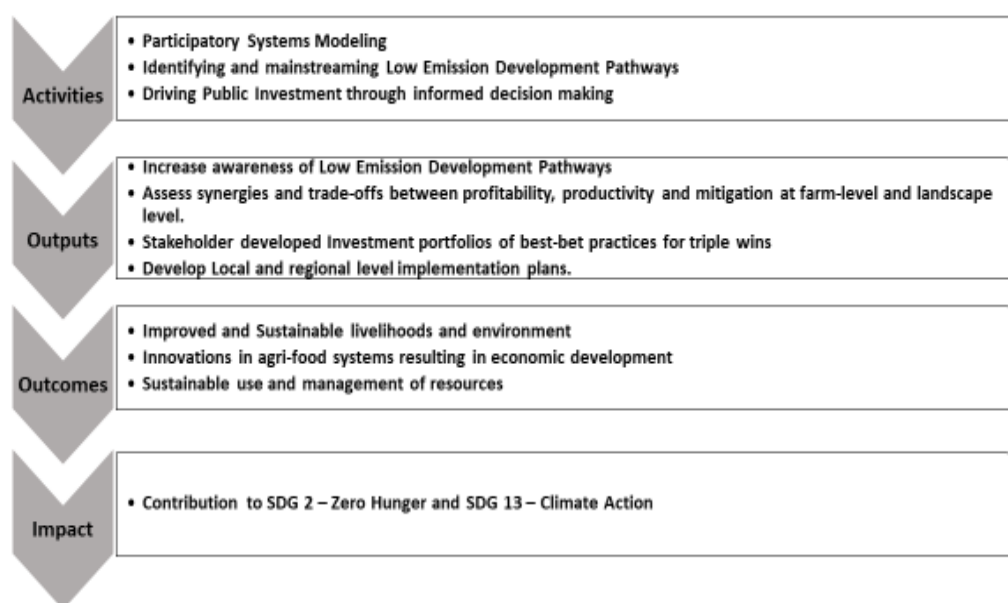 Activities
• Participatory Systems Modeling
• Identifying and mainstreaming Low Emission Development Pathways
• Driving Public Investment through informed decision making
Outputs
• Increase awareness of Low Emission Development Pathways
• Assess synergies and trade-offs between profitability, productivity and mitigation at farm-level and landscape
level.
• Stakeholder developed Investment portfolios of best-bet practices for triple wins
• Develop Local and regional level implementation plans.
Outcomes
• Improved and Sustainable livelihoods and environment
• Innovations in agri-food systems resulting in economic development
• Sustainable use and management of resources
Impact
• Contribution to SDG 2 – Zero Hunger and SDG 13 – Climate Action